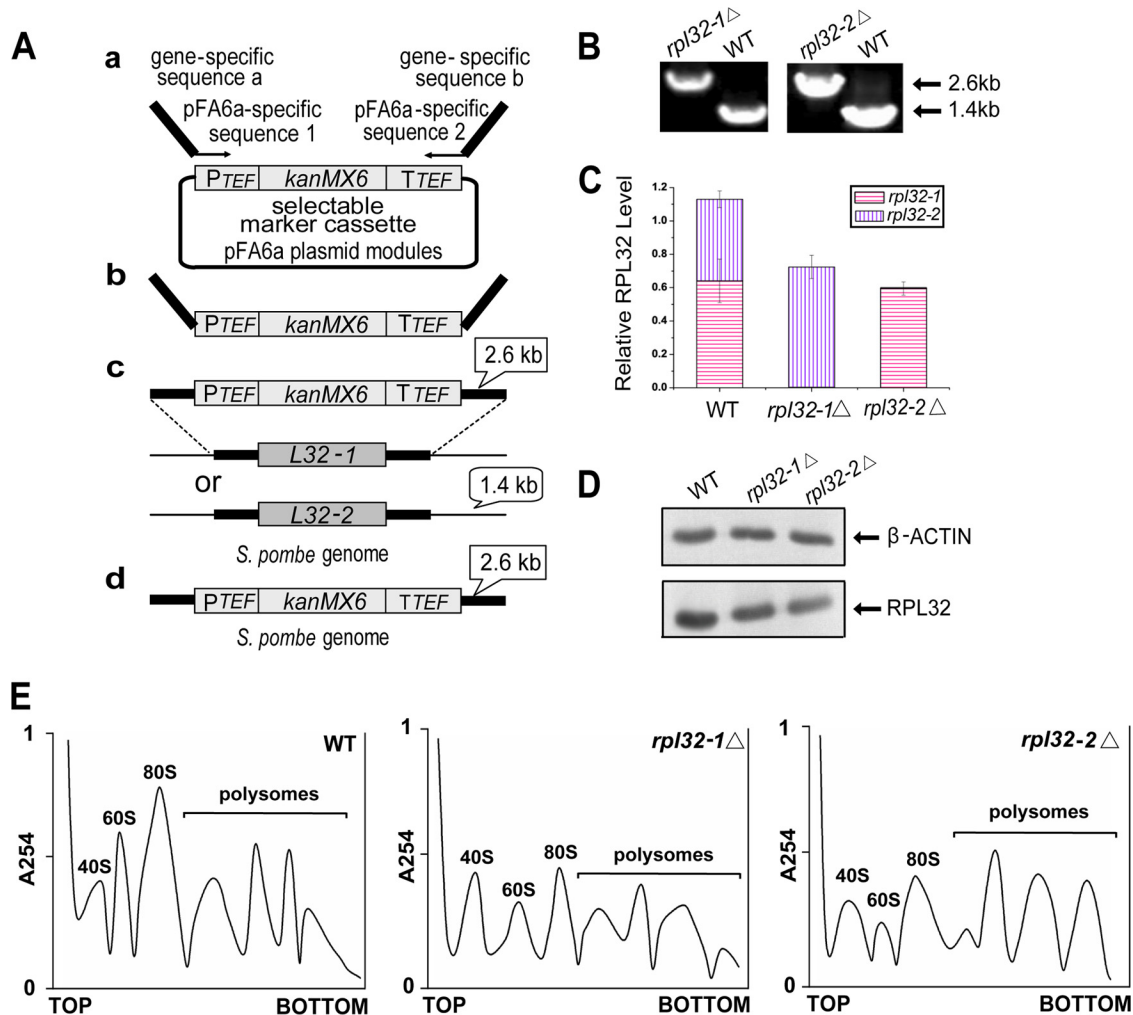 A
a
gene-specific
sequence a
gene- specific
sequence b
pFA6a-specific
sequence 1
pFA6a-specific
sequence 2
PTEF kanMX6 TTEF
selectable
marker cassette
pFA6a plasmid modules
b
PTEF kanMX6 TTEF
c
2.6 kb
PTEF kanMX6 T TEF
L32-1
or
1.4 kb
L32-2
S. pombe genome
d
2.6 kb
PTEF kanMX6 TTEF
S. pombe genome
B
rpl32-1△ WT rpl32-2△ WT
2.6kb
1.4kb
C
Relative RPL32 Level
1.2
1.0
0.8
0.6
0.4
0.2
0.0
rpl32-1
rpl32-2
WT rpl32-1△ rpl32-2△
D
WT rpl32-1△ rpl32-2△
β-ACTIN
RPL32
E
1
A254
0
WT
40S
60S
80S
polysomes
TOP BOTTOM
1
A254
0
rpl32-1△
40S
60S
80S
polysomes
TOP BOTTOM
1
A254
0
rpl32-2△
40S
60S
80S
polysomes
TOP BOTTOM